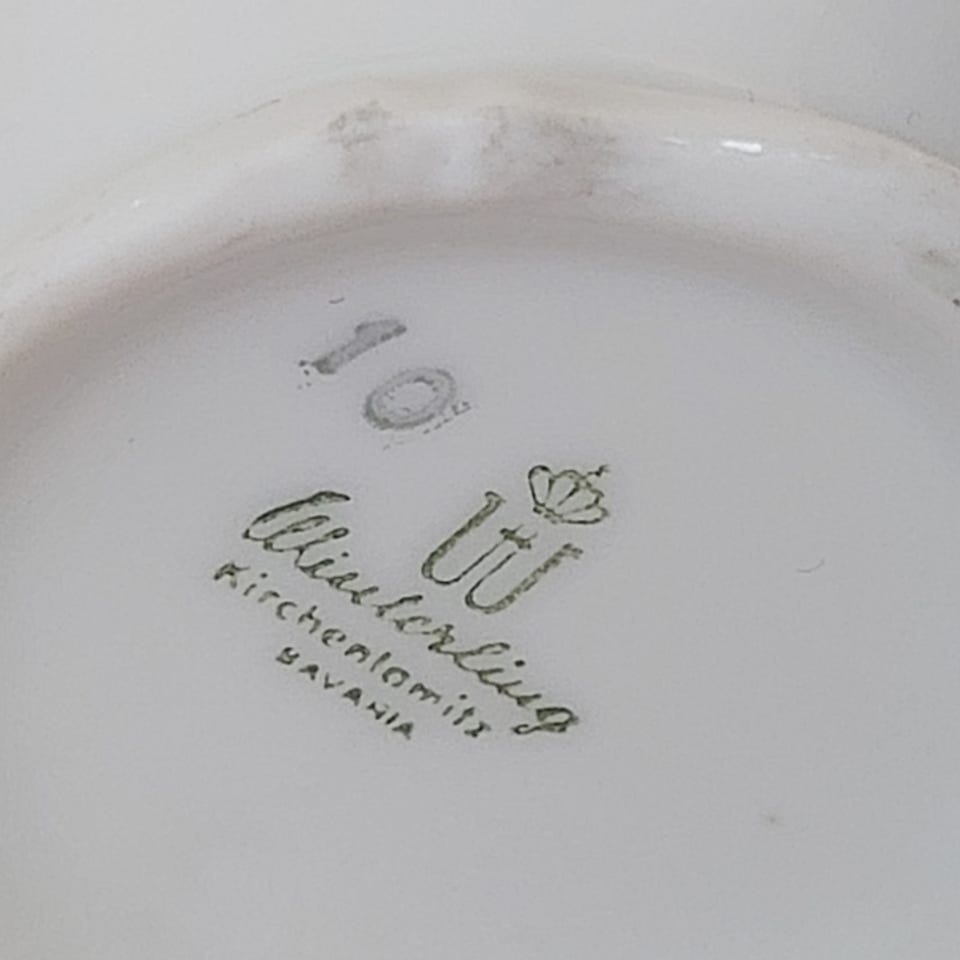 10
W
Winterling
Kirchenlamitz
BAVARIA